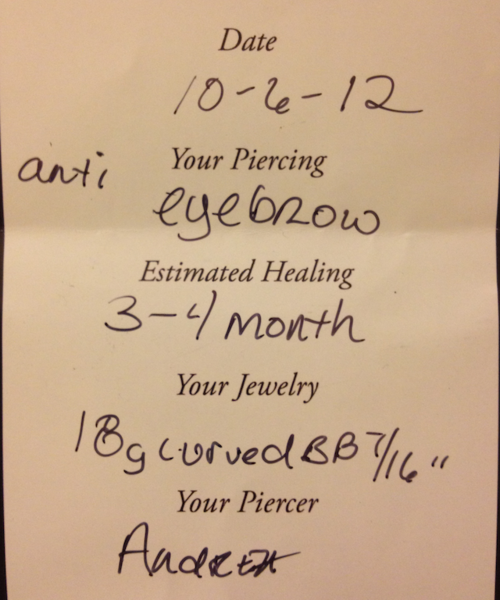 Date
10-6-12
anti Your Piercing
eyebrow
Estimated Healing
3-4 month
Your Jewelry
18g curved BB 7/16"
Your Piercer
Andrea